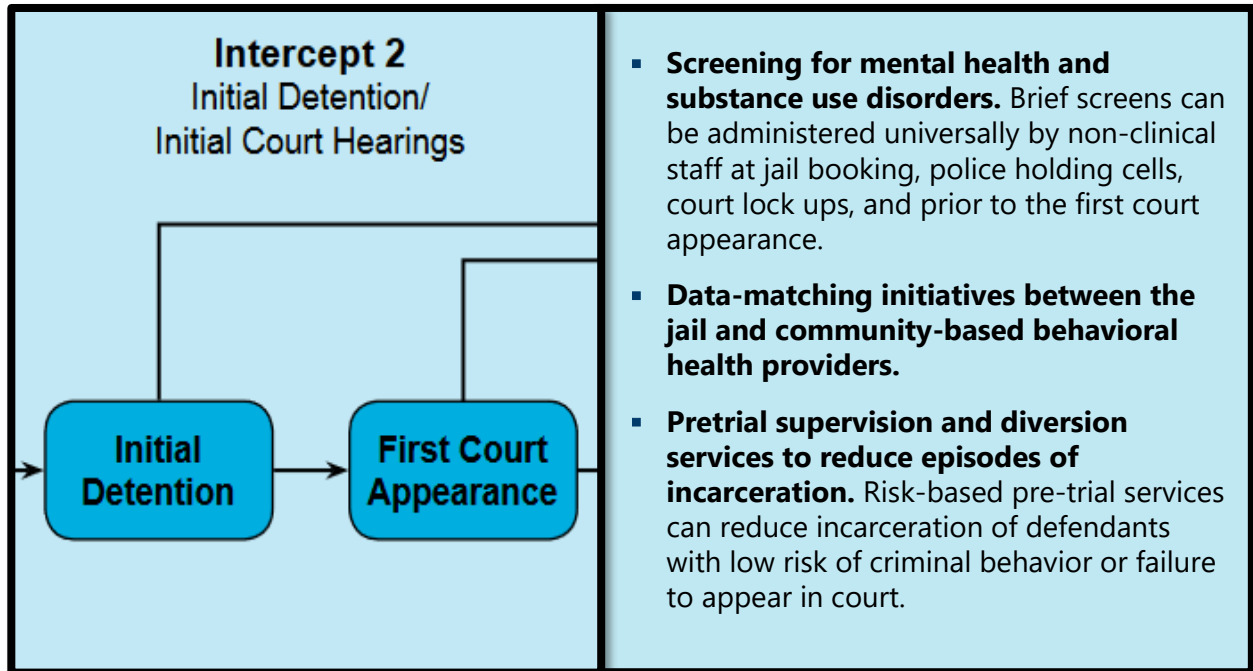 Intercept 2
Initial Detention/
Initial Court Hearings
Initial
Detention
First Court
Appearance
▪ Screening for mental health and
substance use disorders. Brief screens can
be administered universally by non-clinical
staff at jail booking, police holding cells,
court lock ups, and prior to the first court
appearance.
▪ Data-matching initiatives between the
jail and community-based behavioral
health providers.
▪ Pretrial supervision and diversion
services to reduce episodes of
incarceration. Risk-based pre-trial services
can reduce incarceration of defendants
with low risk of criminal behavior or failure
to appear in court.